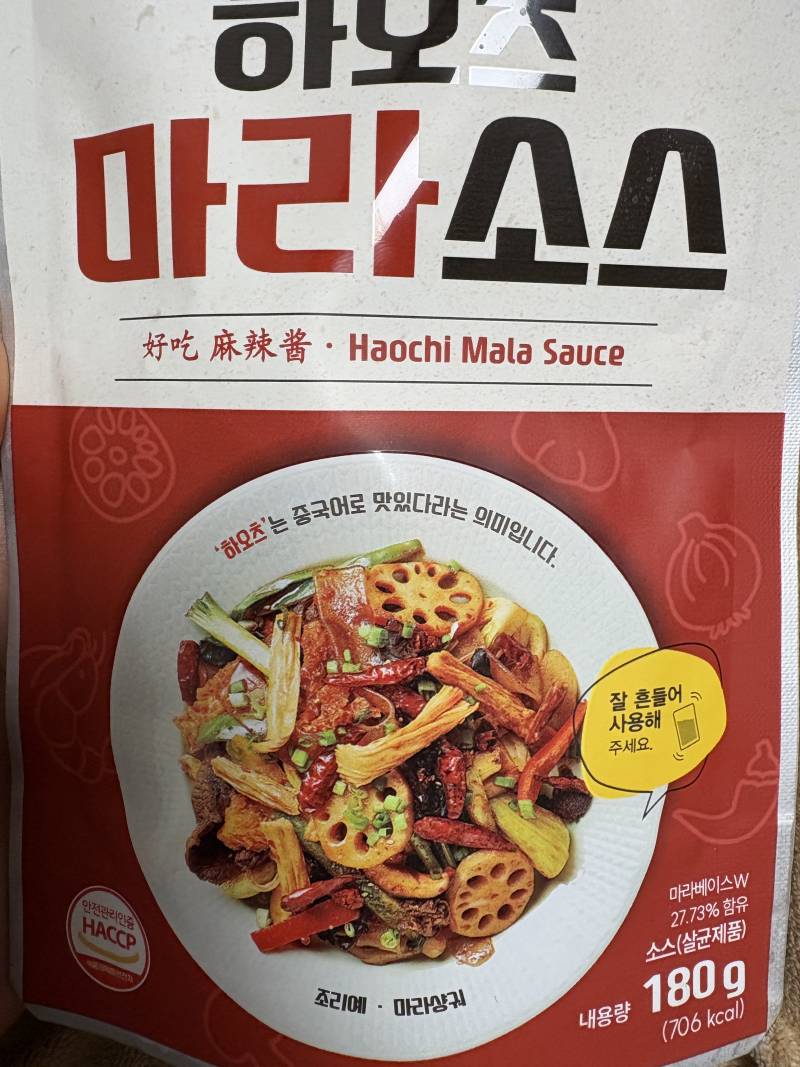 하오츠
마라소스
好吃 麻辣酱 · Haochi Mala Sauce
'하오츠'는 중국어로 맛있다라는 의미입니다.
잘 흔들어
사용해
주세요.
마라베이스W
27.73% 함유
소스(살균제품)
내용량 180 g
(706 kcal)
안전관리인증
HACCP
조리예 · 마라샹궈